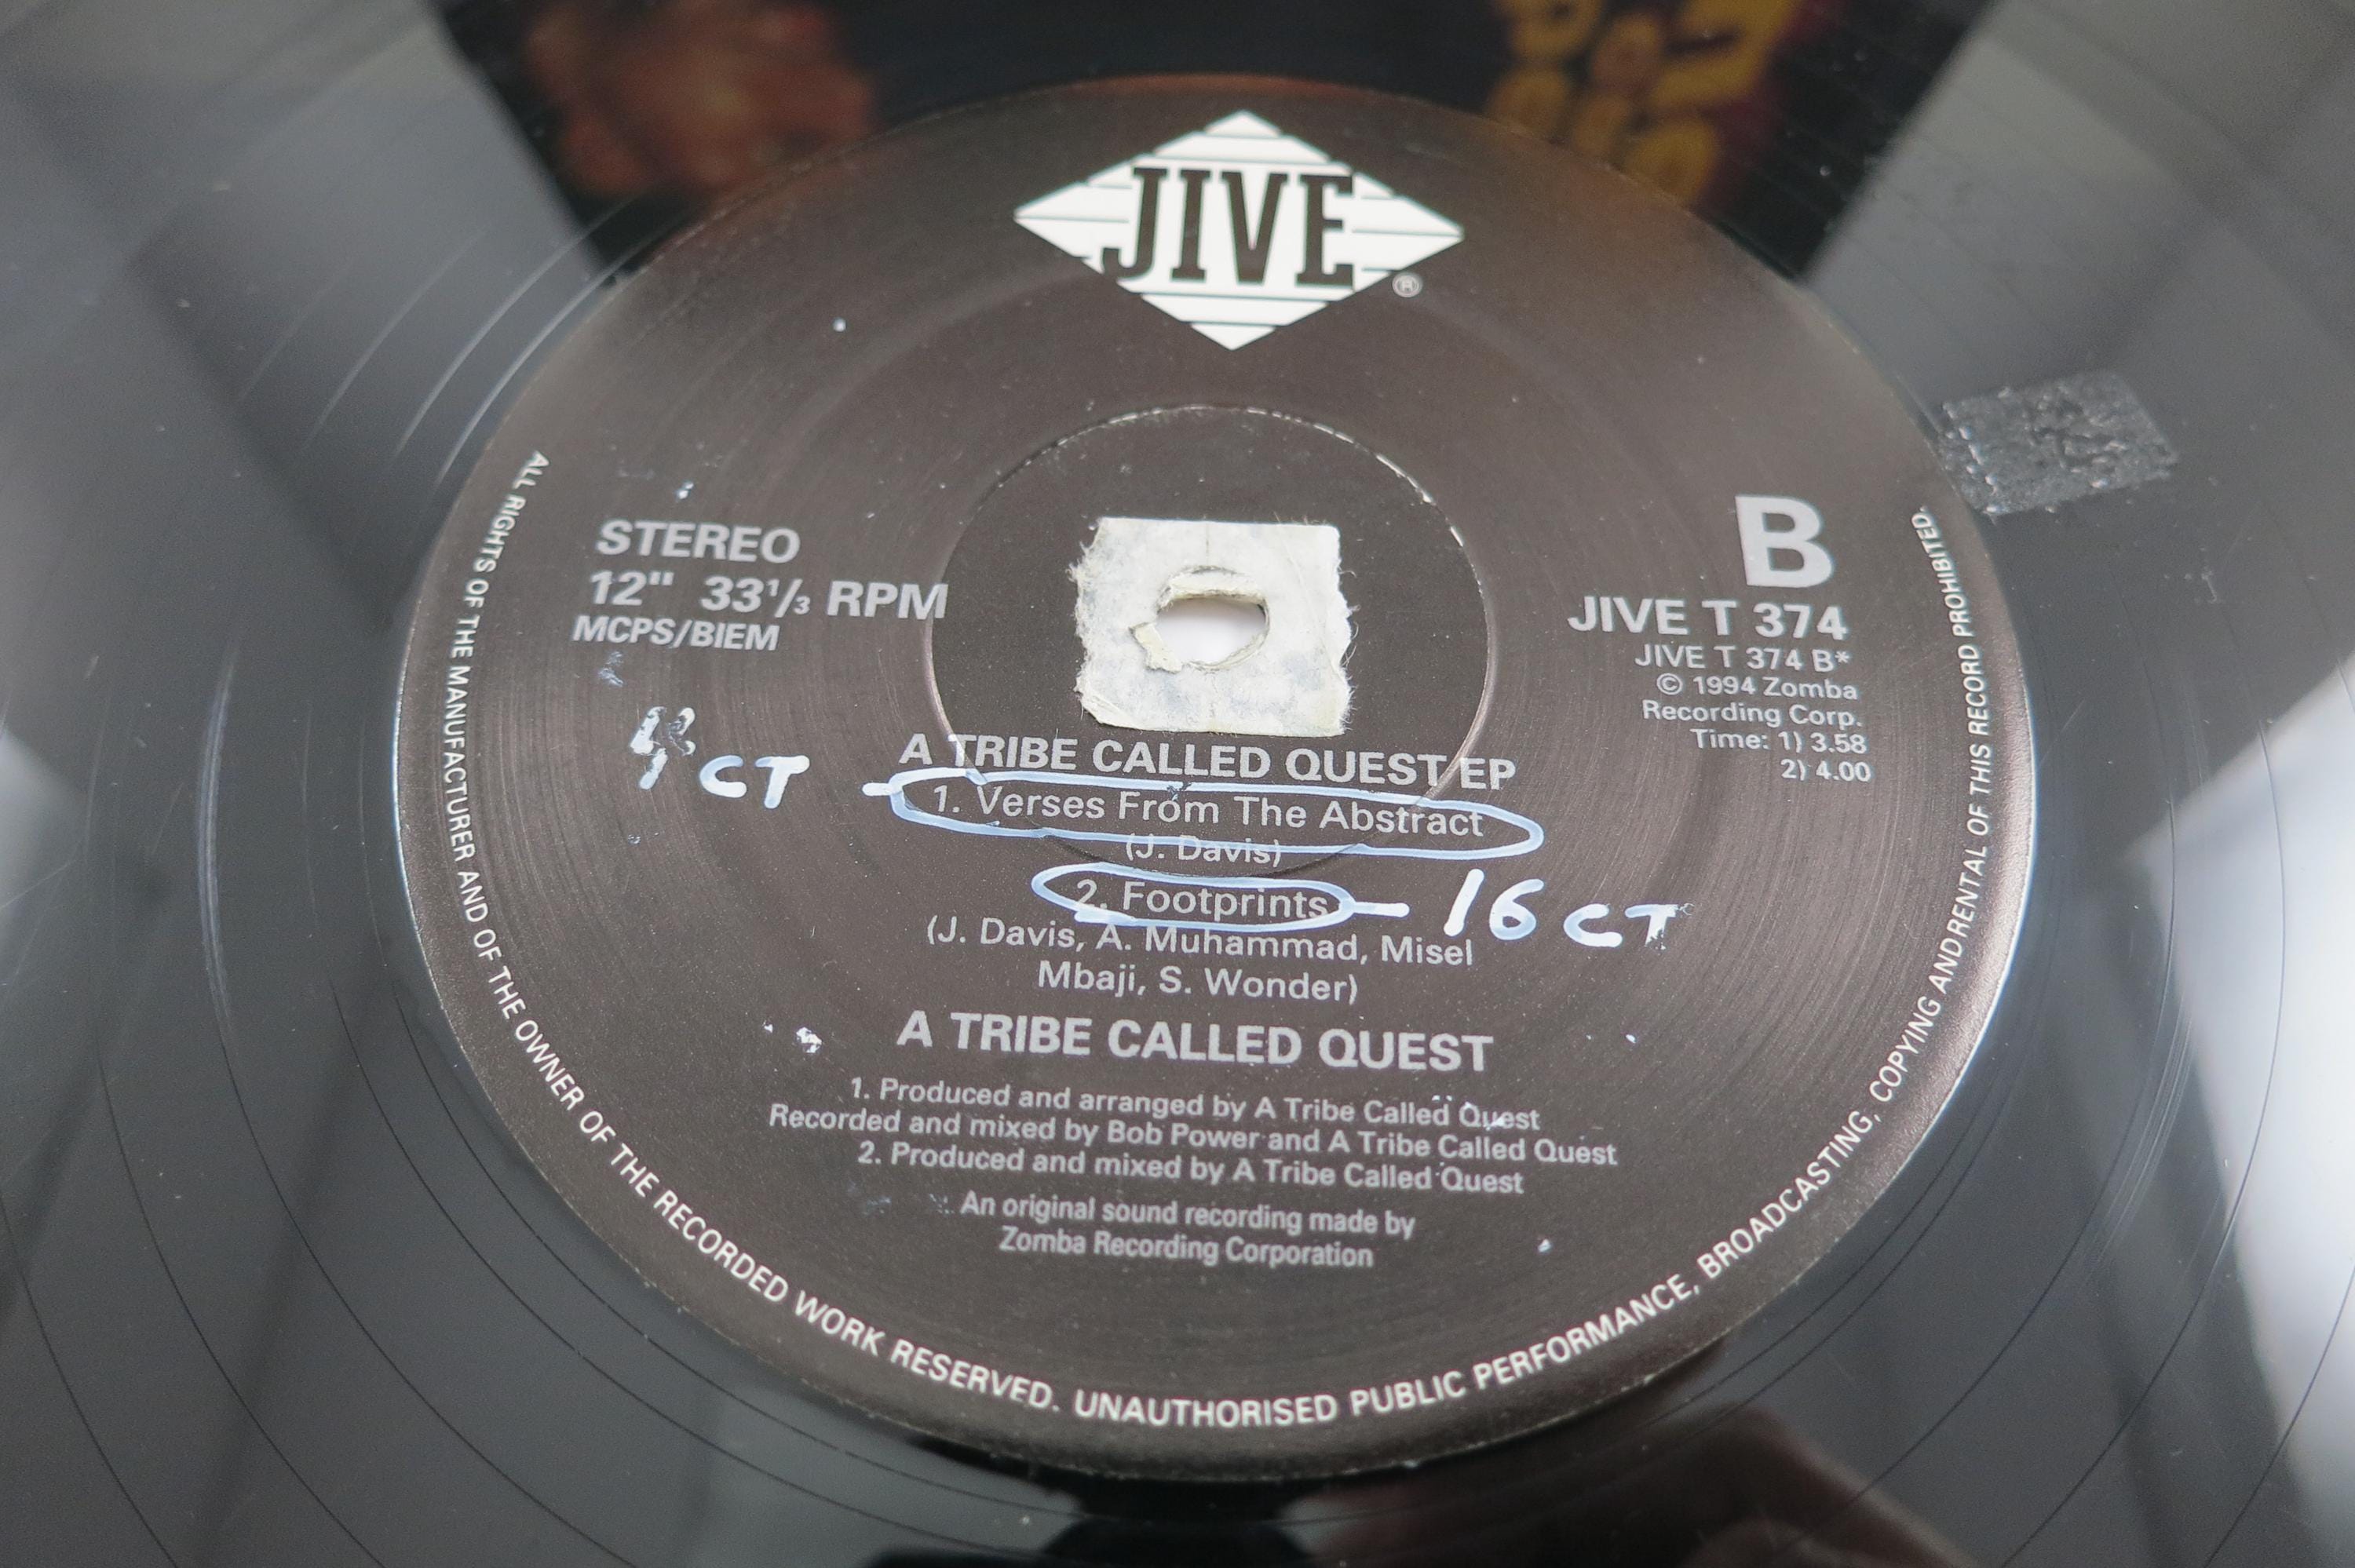 JIVE
®
STEREO
12" 33⅓ RPM
MCPS/BIEM
B
JIVE T 374
JIVE T 374 B*
© 1994 Zomba
Recording Corp.
Time: 1) 3.58
2) 4.00
A TRIBE CALLED QUEST EP
CT
1. Verses From The Abstract
(J. Davis)
2. Footprints
16 CT
(J. Davis, A. Muhammad, Misel
Mbaji, S. Wonder)
A TRIBE CALLED QUEST
1. Produced and arranged by A Tribe Called Quest
Recorded and mixed by Bob Power and A Tribe Called Quest
2. Produced and mixed by A Tribe Called Quest
An original sound recording made by
Zomba Recording Corporation
ALL RIGHTS OF THE MANUFACTURER AND OF THE OWNER OF THE RECORDED WORK RESERVED. UNAUTHORISED PUBLIC PERFORMANCE, BROADCASTING, COPYING AND RENTAL OF THIS RECORD PROHIBITED.